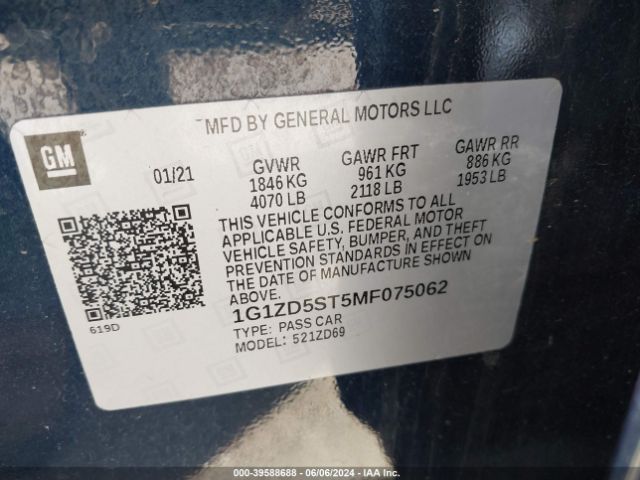 MFD BY GENERAL MOTORS LLC
GM
01/21
GVWR GAWR FRT GAWR RR
1846 KG 961 KG 886 KG
4070 LB 2118 LB 1953 LB
THIS VEHICLE CONFORMS TO ALL
APPLICABLE U.S. FEDERAL MOTOR
VEHICLE SAFETY, BUMPER, AND THEFT
PREVENTION STANDARDS IN EFFECT ON
THE DATE OF MANUFACTURE SHOWN
ABOVE.
1G1ZD5ST5MF075062
619D
TYPE: PASS CAR
MODEL: 521ZD69
000-39588688 - 06/06/2024 - IAA Inc.